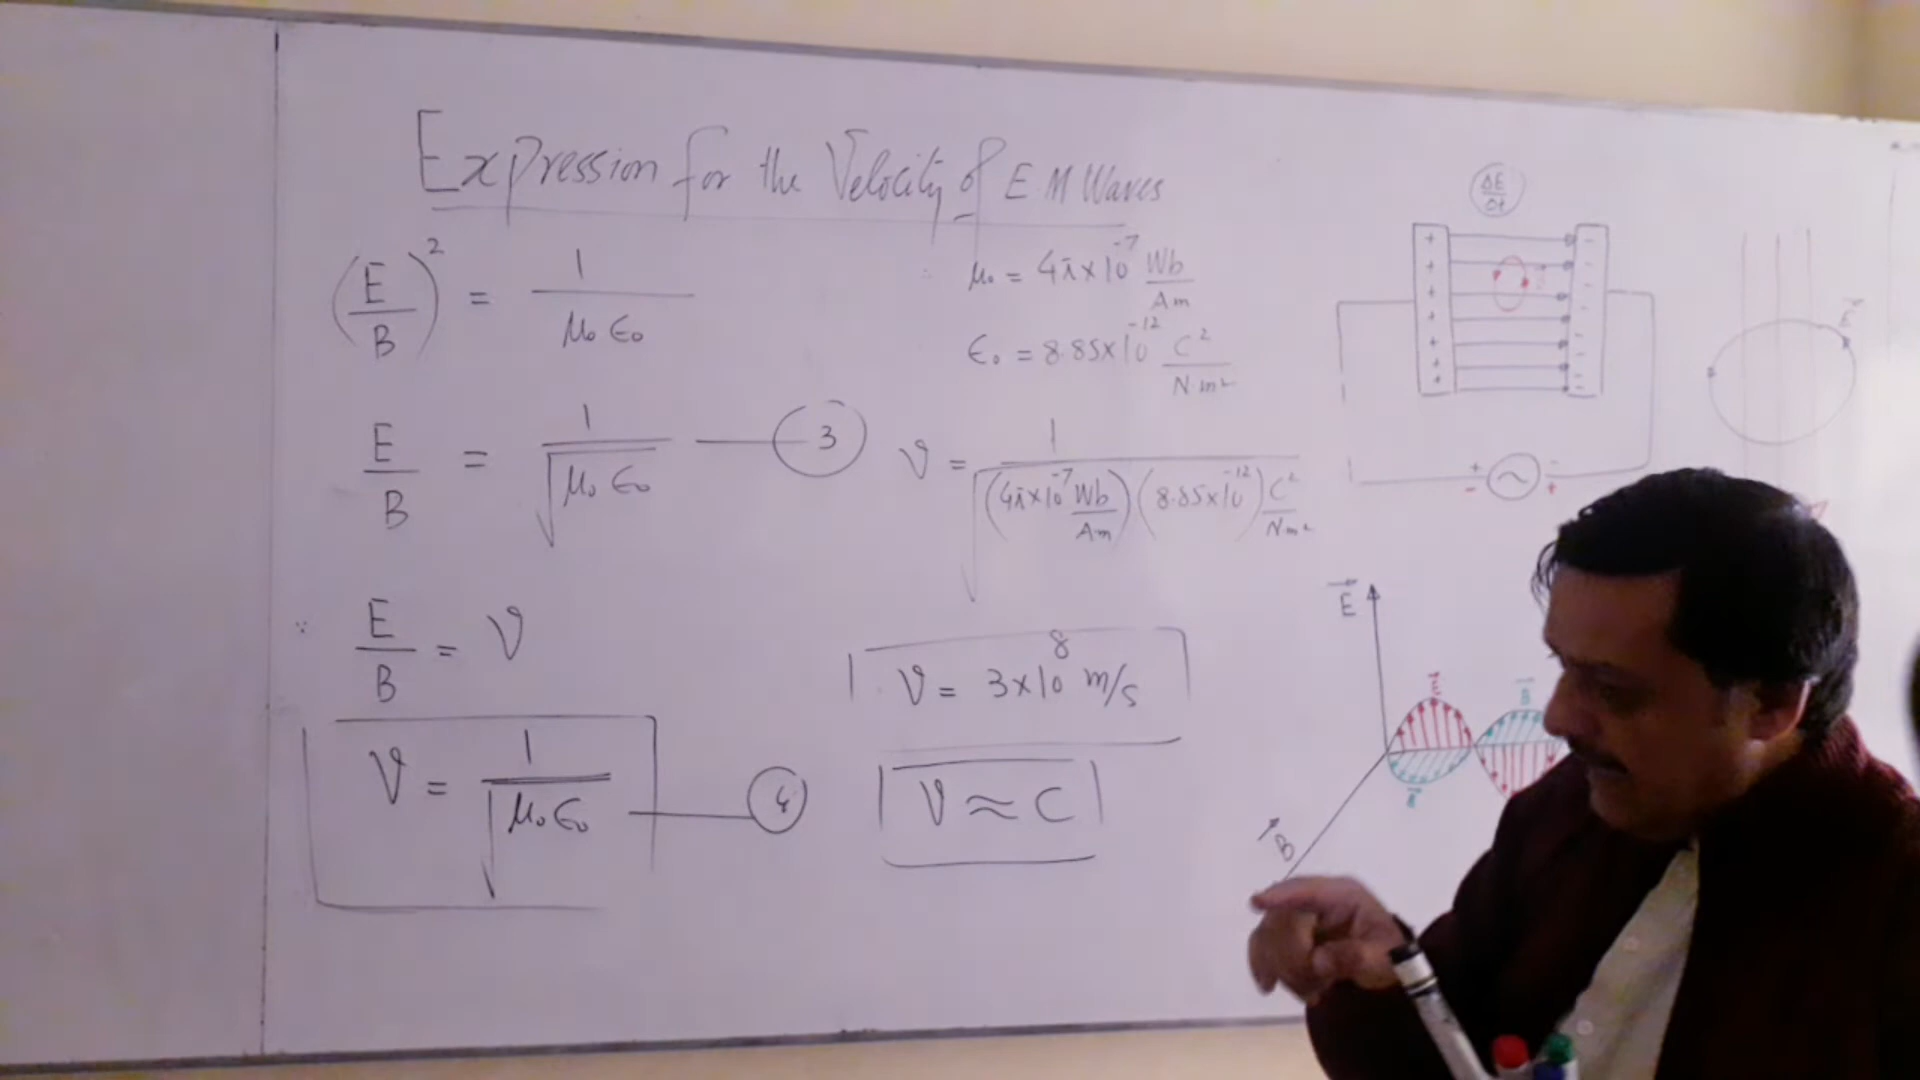 Expression for the Velocity of E M Waves
(E/B)² = 1/μ₀ϵ₀
E/B = 1/√μ₀ϵ₀ — 3
∵ E/B = v
v = 1/√μ₀ϵ₀ — 4
∵ μ₀ = 4π×10⁻⁷ Wb/Am
ϵ₀ = 8.85×10⁻¹² C²/N·m²
v = 1/√(4π×10⁻⁷ Wb/Am)(8.85×10⁻¹²) C²/Nm²
v = 3×10⁸ m/s
v ≈ C
ΔE/Δt
+ -
+ -
+ -
+ -
+ -
+ -
+ -
+ ~ -
- +
E⃗
E⃗
E⃗ B⃗
B⃗